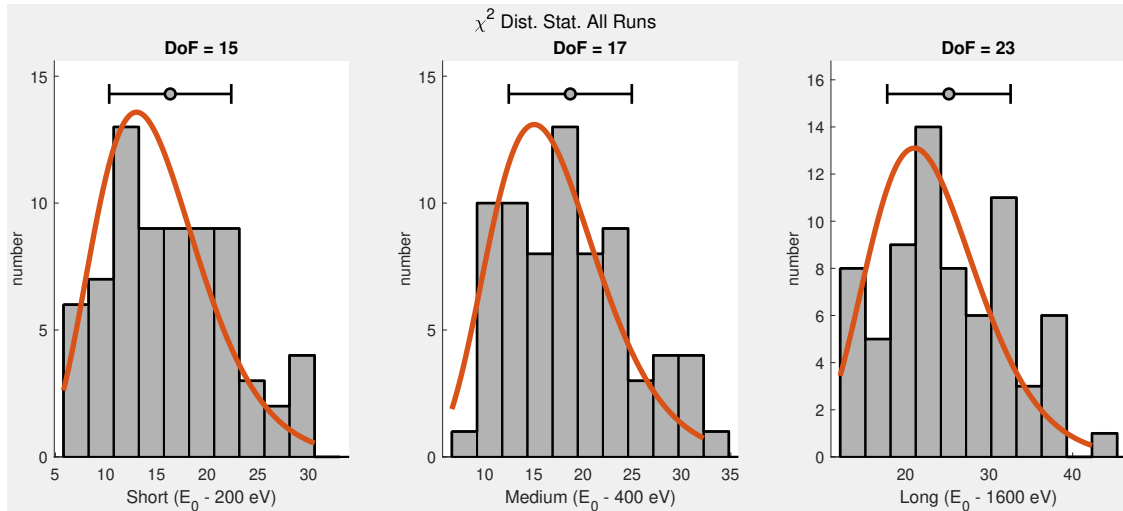 χ² Dist. Stat. All Runs
DoF = 15
15
10
5
0
number
5 10 15 20 25 30
Short (E₀ - 200 eV)
DoF = 17
15
10
5
0
number
10 15 20 25 30 35
Medium (E₀ - 400 eV)
DoF = 23
16
14
12
10
8
6
4
2
0
number
20 30 40
Long (E₀ - 1600 eV)